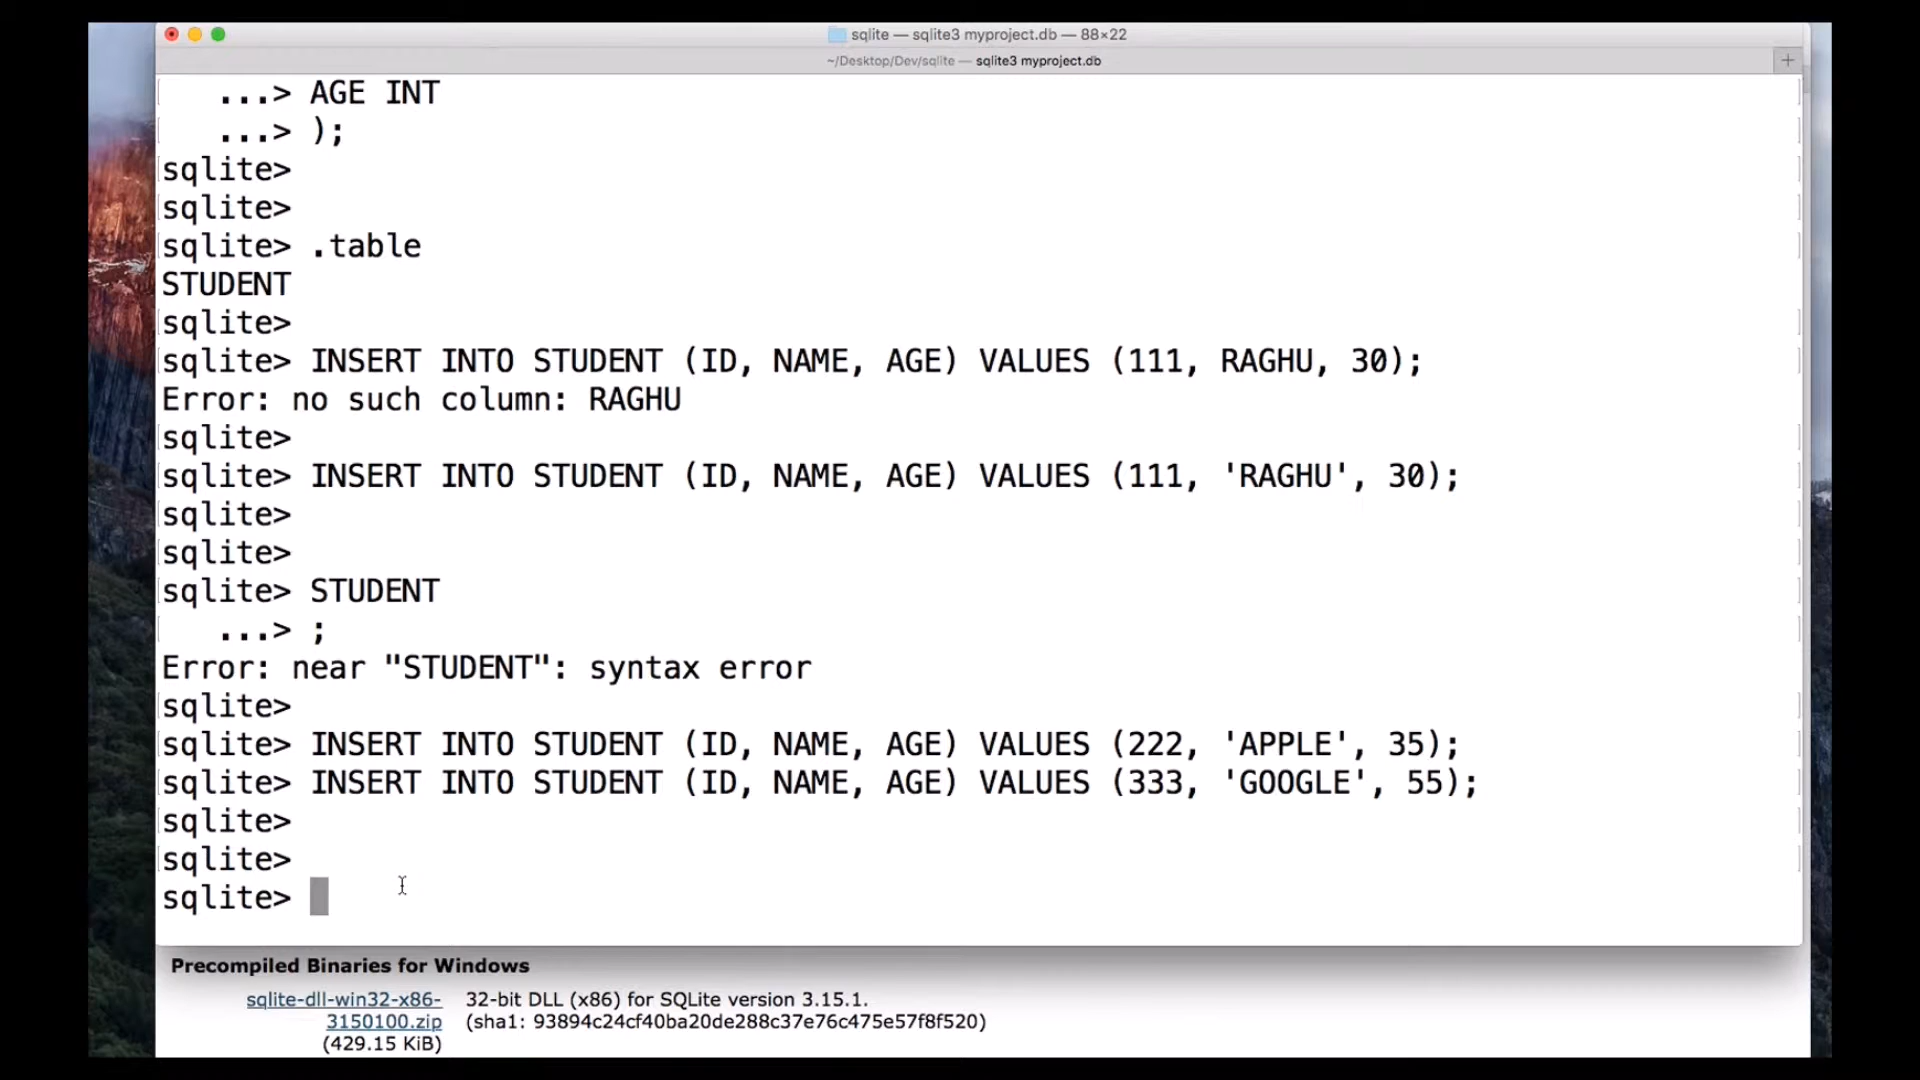 sqlite — sqlite3 myproject.db — 88×22
~/Desktop/Dev/sqlite — sqlite3 myproject.db +
...> AGE INT
...> );
sqlite>
sqlite>
sqlite> .table
STUDENT
sqlite>
sqlite> INSERT INTO STUDENT (ID, NAME, AGE) VALUES (111, RAGHU, 30);
Error: no such column: RAGHU
sqlite>
sqlite> INSERT INTO STUDENT (ID, NAME, AGE) VALUES (111, 'RAGHU', 30);
sqlite>
sqlite>
sqlite> STUDENT
...> ;
Error: near "STUDENT": syntax error
sqlite>
sqlite> INSERT INTO STUDENT (ID, NAME, AGE) VALUES (222, 'APPLE', 35);
sqlite> INSERT INTO STUDENT (ID, NAME, AGE) VALUES (333, 'GOOGLE', 55);
sqlite>
sqlite>
sqlite>
Precompiled Binaries for Windows
sqlite-dll-win32-x86- 32-bit DLL (x86) for SQLite version 3.15.1.
3150100.zip (sha1: 93894c24cf40ba20de288c37e76c475e57f8f520)
(429.15 KiB)